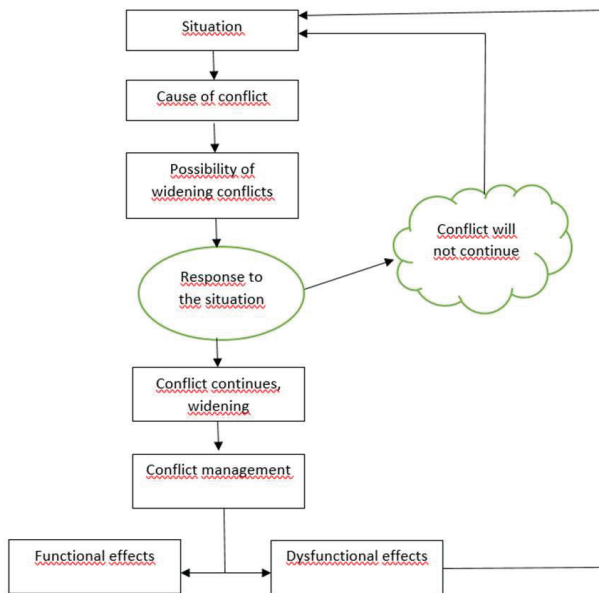 Situation
Cause of conflict
Possibility of
widening conflicts
Response to
the situation
Conflict will
not continue
Conflict continues,
widening
Conflict management
Functional effects
Dysfunctional effects